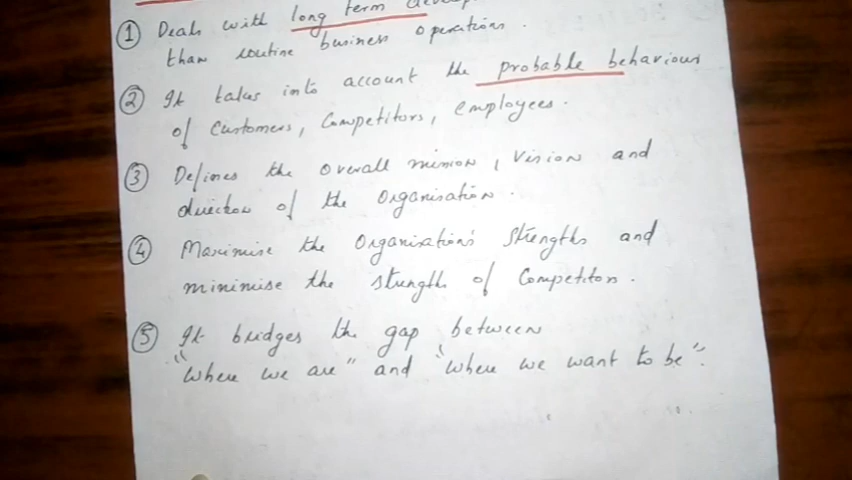 ① Deals with long term
than routine business operations.
② It takes into account the probable behaviour
of Customers, Competitors, employees.
③ Defines the overall mission, vision and
direction of the Organisation.
④ Maximise the Organisation's Strengths and
minimise the strength of Competitors.
⑤ It bridges the gap between
"where we are" and "where we want to be".